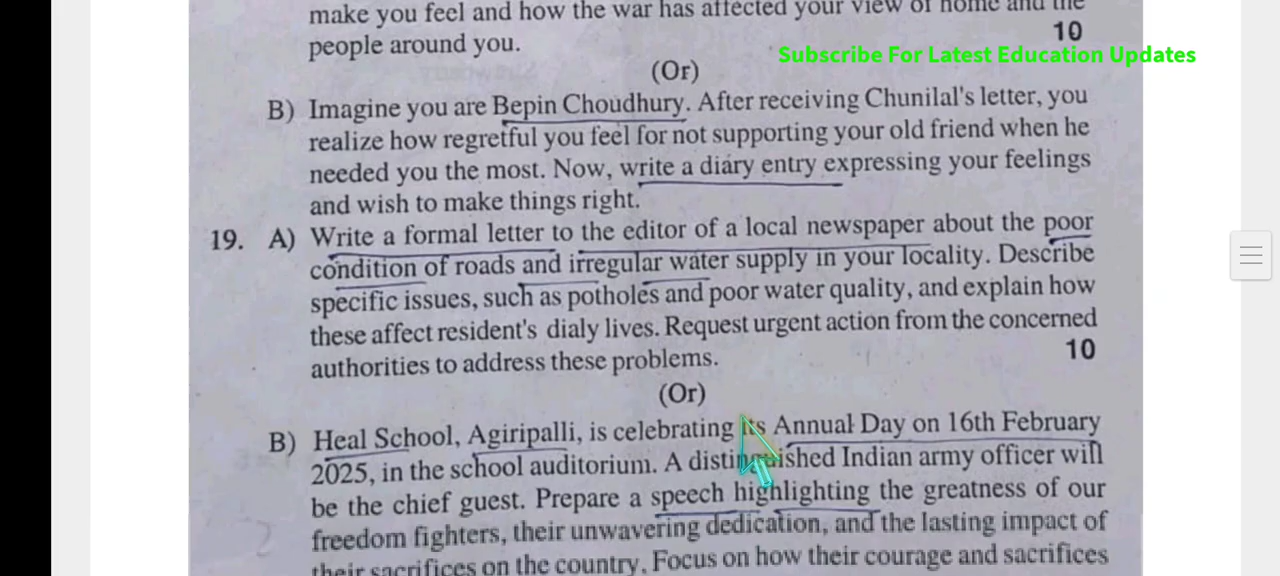 make you feel and how the war has affected your view of home and the
people around you.
10
Subscribe For Latest Education Updates
(Or)
B) Imagine you are Bepin Choudhury. After receiving Chunilal's letter, you
realize how regretful you feel for not supporting your old friend when he
needed you the most. Now, write a diary entry expressing your feelings
and wish to make things right.
19. A) Write a formal letter to the editor of a local newspaper about the poor
condition of roads and irregular water supply in your locality. Describe
specific issues, such as potholes and poor water quality, and explain how
these affect resident's dialy lives. Request urgent action from the concerned
authorities to address these problems.
10
(Or)
B) Heal School, Agiripalli, is celebrating its Annual Day on 16th February
2025, in the school auditorium. A distinguished Indian army officer will
be the chief guest. Prepare a speech highlighting the greatness of our
freedom fighters, their unwavering dedication, and the lasting impact of
their sacrifices on the country. Focus on how their courage and sacrifices